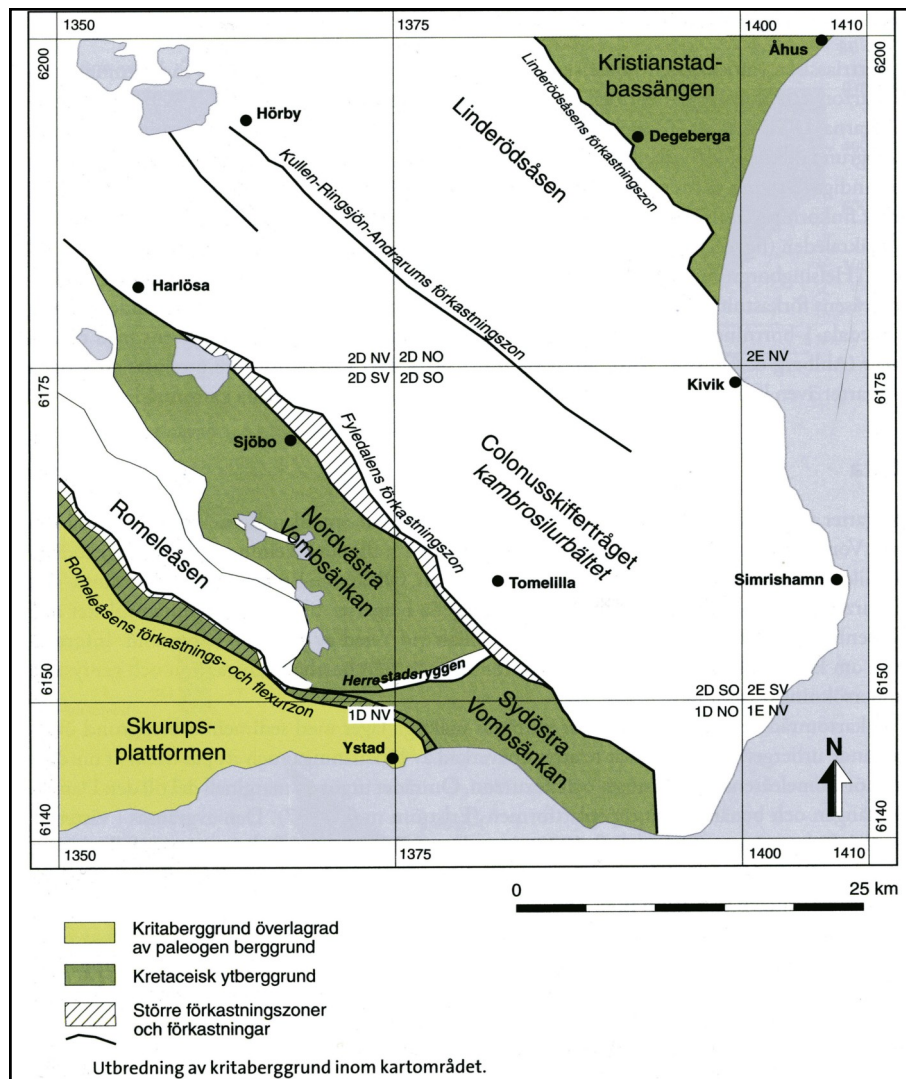 1350
1375
1400
1410
6200
6200
Åhus
Kristianstad-
bassängen
Linderödsåsens förkastningszon
Degeberga
Hörby
Linderödsåsen
Kullen-Ringsjön-Andrarums förkastningszon
Harlösa
2D NV
2D NO
2E NV
2D SV
2D SO
6175
6175
Kivik
Sjöbo
Fyledalens förkastningszon
Colonusskiffertråget
kambrosilurbältet
Romeleåsen
Nordvästra
Vombsänkan
Tomelilla
Simrishamn
Romeleåsens förkastnings- och flexurzon
Herrestadsryggen
6150
6150
2D SO
2E SV
1D NV
1D NO
1E NV
Sydöstra
Vombsänkan
Skurups-
plattformen
Ystad
N
6140
6140
1350
1375
1400
1410
0
25 km
Kritaberggrund överlagrad
av paleogen berggrund
Kretaceisk ytberggrund
Större förkastningszoner
och förkastningar
Utbredning av kritaberggrund inom kartområdet.